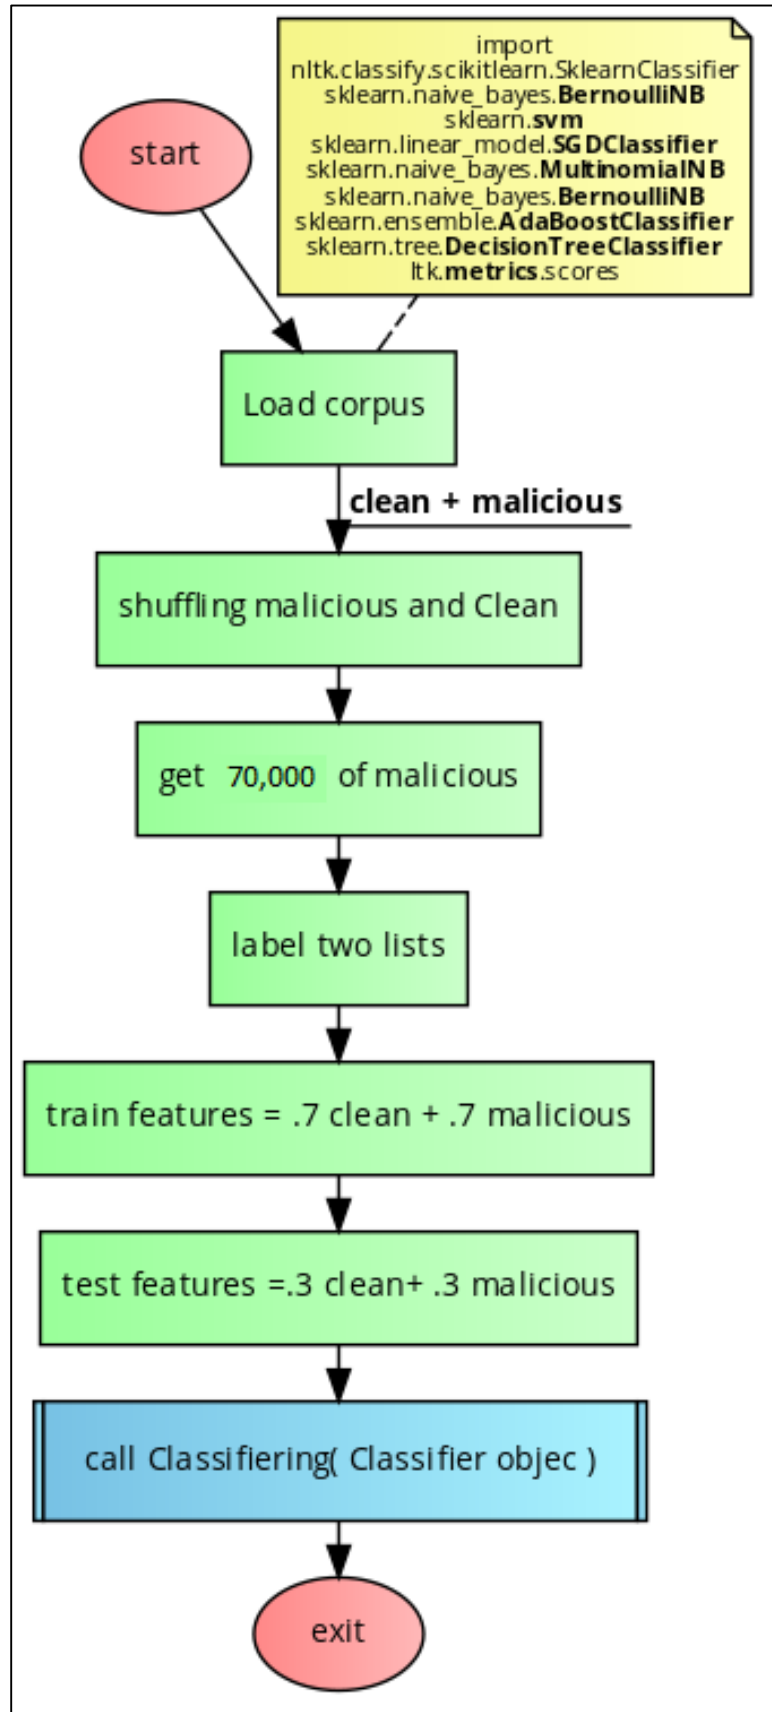 import
nltk.classify.scikitlearn.SklearnClassifier
sklearn.naive_bayes.BernoulliNB
sklearn.svm
sklearn.linear_model.SGDClassifier
sklearn.naive_bayes.MultinomialNB
sklearn.naive_bayes.BernoulliNB
sklearn.ensemble.AdaBoostClassifier
sklearn.tree.DecisionTreeClassifier
ltk.metrics.scores
start
Load corpus
clean + malicious
shuffling malicious and Clean
get 70,000 of malicious
label two lists
train features = .7 clean + .7 malicious
test features =.3 clean+ .3 malicious
call Classifiering( Classifier objec )
exit